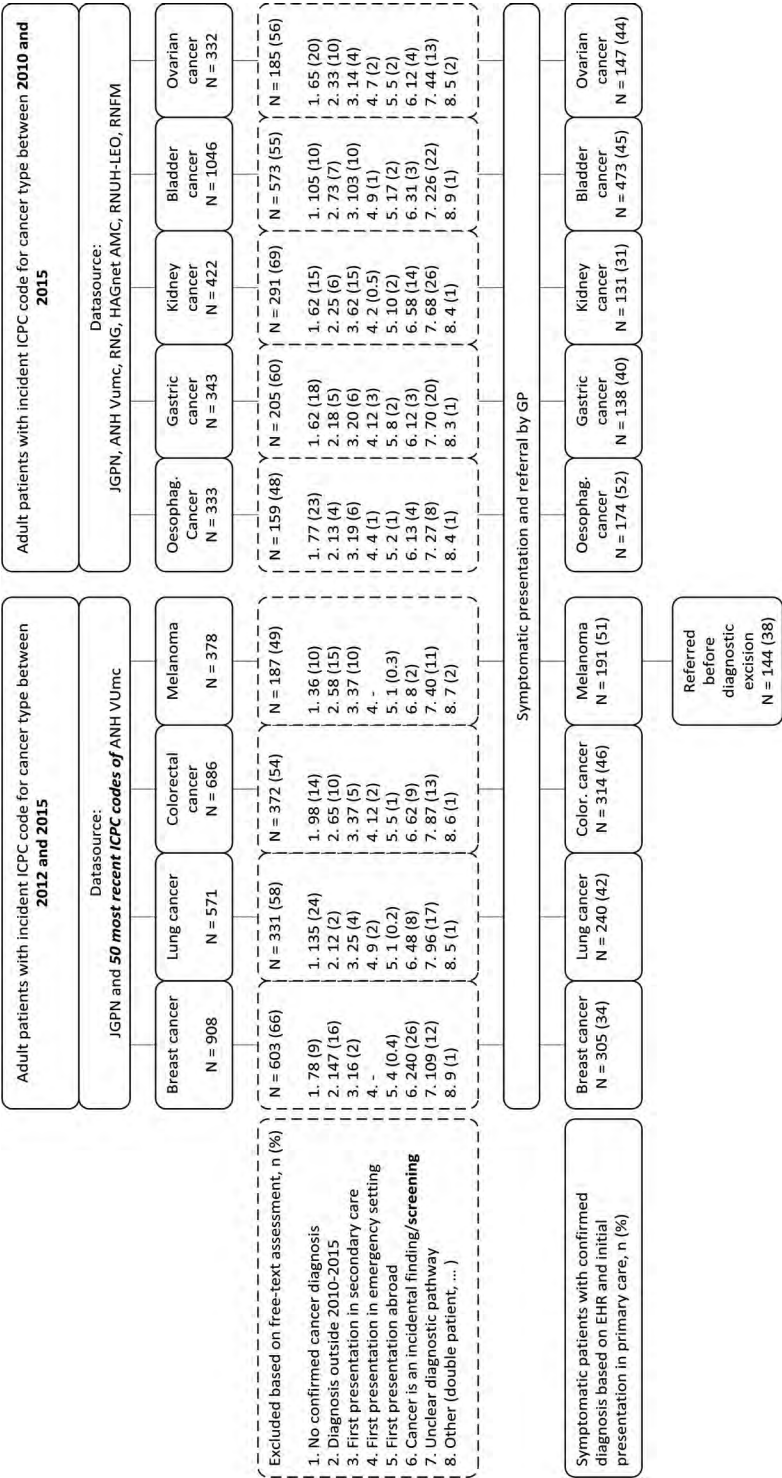 Adult patients with incident ICPC code for cancer type between
2012 and 2015
Datasource:
JGPN and 50 most recent ICPC codes of ANH VUmc
Adult patients with incident ICPC code for cancer type between 2010 and
2015
Datasource:
JGPN, ANH Vumc, RNG, HAGnet AMC, RNUH-LEO, RNFM
Breast cancer
N = 908
Lung cancer
N = 571
Colorectal
cancer
N = 686
Melanoma
N = 378
Oesophag.
Cancer
N = 333
Gastric
cancer
N = 343
Kidney
cancer
N = 422
Bladder
cancer
N = 1046
Ovarian
cancer
N = 332
Excluded based on free-text assessment, n (%)
1. No confirmed cancer diagnosis
2. Diagnosis outside 2010-2015
3. First presentation in secondary care
4. First presentation in emergency setting
5. First presentation abroad
6. Cancer is an incidental finding/screening
7. Unclear diagnostic pathway
8. Other (double patient, ... )
N = 603 (66)
1. 78 (9)
2. 147 (16)
3. 16 (2)
4. -
5. 4 (0.4)
6. 240 (26)
7. 109 (12)
8. 9 (1)
N = 331 (58)
1. 135 (24)
2. 12 (2)
3. 25 (4)
4. 9 (2)
5. 1 (0.2)
6. 48 (8)
7. 96 (17)
8. 5 (1)
N = 372 (54)
1. 98 (14)
2. 65 (10)
3. 37 (5)
4. 12 (2)
5. 5 (1)
6. 62 (9)
7. 87 (13)
8. 6 (1)
N = 187 (49)
1. 36 (10)
2. 58 (15)
3. 37 (10)
4. -
5. 1 (0.3)
6. 8 (2)
7. 40 (11)
8. 7 (2)
N = 159 (48)
1. 77 (23)
2. 13 (4)
3. 19 (6)
4. 4 (1)
5. 2 (1)
6. 13 (4)
7. 27 (8)
8. 4 (1)
N = 205 (60)
1. 62 (18)
2. 18 (5)
3. 20 (6)
4. 12 (3)
5. 8 (2)
6. 12 (3)
7. 70 (20)
8. 3 (1)
N = 291 (69)
1. 62 (15)
2. 25 (6)
3. 62 (15)
4. 2 (0.5)
5. 10 (2)
6. 58 (14)
7. 68 (26)
8. 4 (1)
N = 573 (55)
1. 105 (10)
2. 73 (7)
3. 103 (10)
4. 9 (1)
5. 17 (2)
6. 31 (3)
7. 226 (22)
8. 9 (1)
N = 185 (56)
1. 65 (20)
2. 33 (10)
3. 14 (4)
4. 7 (2)
5. 5 (2)
6. 12 (4)
7. 44 (13)
8. 5 (2)
Symptomatic presentation and referral by GP
Symptomatic patients with confirmed
diagnosis based on EHR and initial
presentation in primary care, n (%)
Breast cancer
N = 305 (34)
Lung cancer
N = 240 (42)
Color. cancer
N = 314 (46)
Melanoma
N = 191 (51)
Oesophag.
cancer
N = 174 (52)
Gastric
cancer
N = 138 (40)
Kidney
cancer
N = 131 (31)
Bladder
cancer
N = 473 (45)
Ovarian
cancer
N = 147 (44)
Referred
before
diagnostic
excision
N = 144 (38)